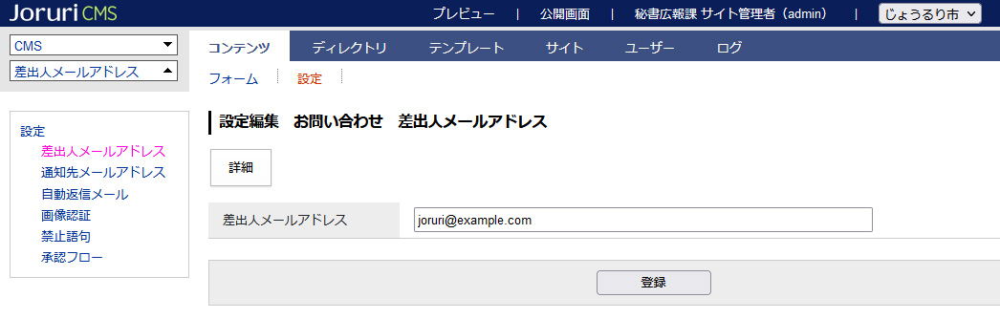 Joruri CMS
プレビュー | 公開画面 | 秘書広報課 サイト管理者（admin） | じょうるり市
CMS
差出人メールアドレス
コンテンツ ディレクトリ テンプレート サイト ユーザー ログ
フォーム 設定
設定
差出人メールアドレス
通知先メールアドレス
自動返信メール
画像認証
禁止語句
承認フロー
設定編集　お問い合わせ　差出人メールアドレス
詳細
差出人メールアドレス joruri@example.com
登録